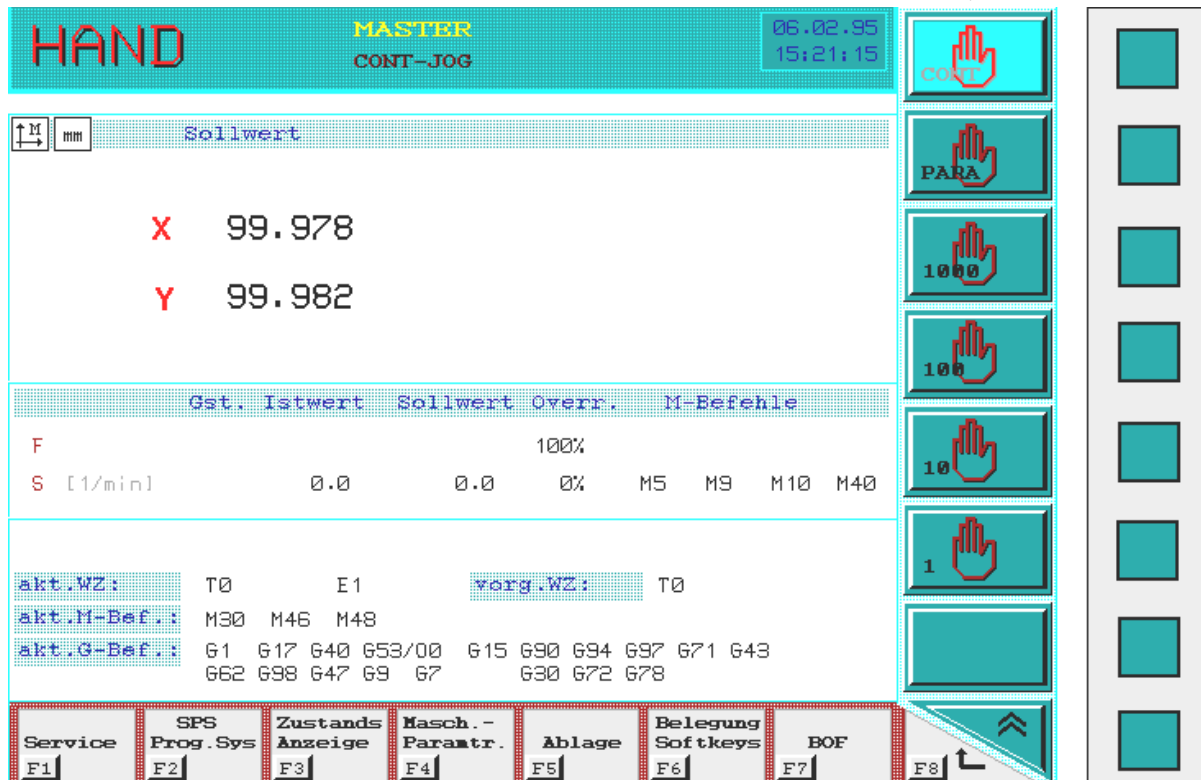 HAND
MASTER
CONT-JOG
06.02.95
15:21:15
CONT
M mm Sollwert
PARA
X 99.978
1000
Y 99.982
100
Gst. Istwert Sollwert Overr. M-Befehle
F 100%
S [1/min] 0.0 0.0 0% M5 M9 M10 M40
10
1
akt.WZ: T0 E1 vorg.WZ: T0
akt.M-Bef.: M30 M46 M48
akt.G-Bef.: G1 G17 G40 G53/00 G15 G90 G94 G97 G71 G43
G62 G98 G47 G9 G7 G30 G72 G78
Service
F1
SPS
Prog.Sys
F2
Zustands
Anzeige
F3
Masch.-
Paramtr.
F4
Ablage
F5
Belegung
Softkeys
F6
BOF
F7
F8